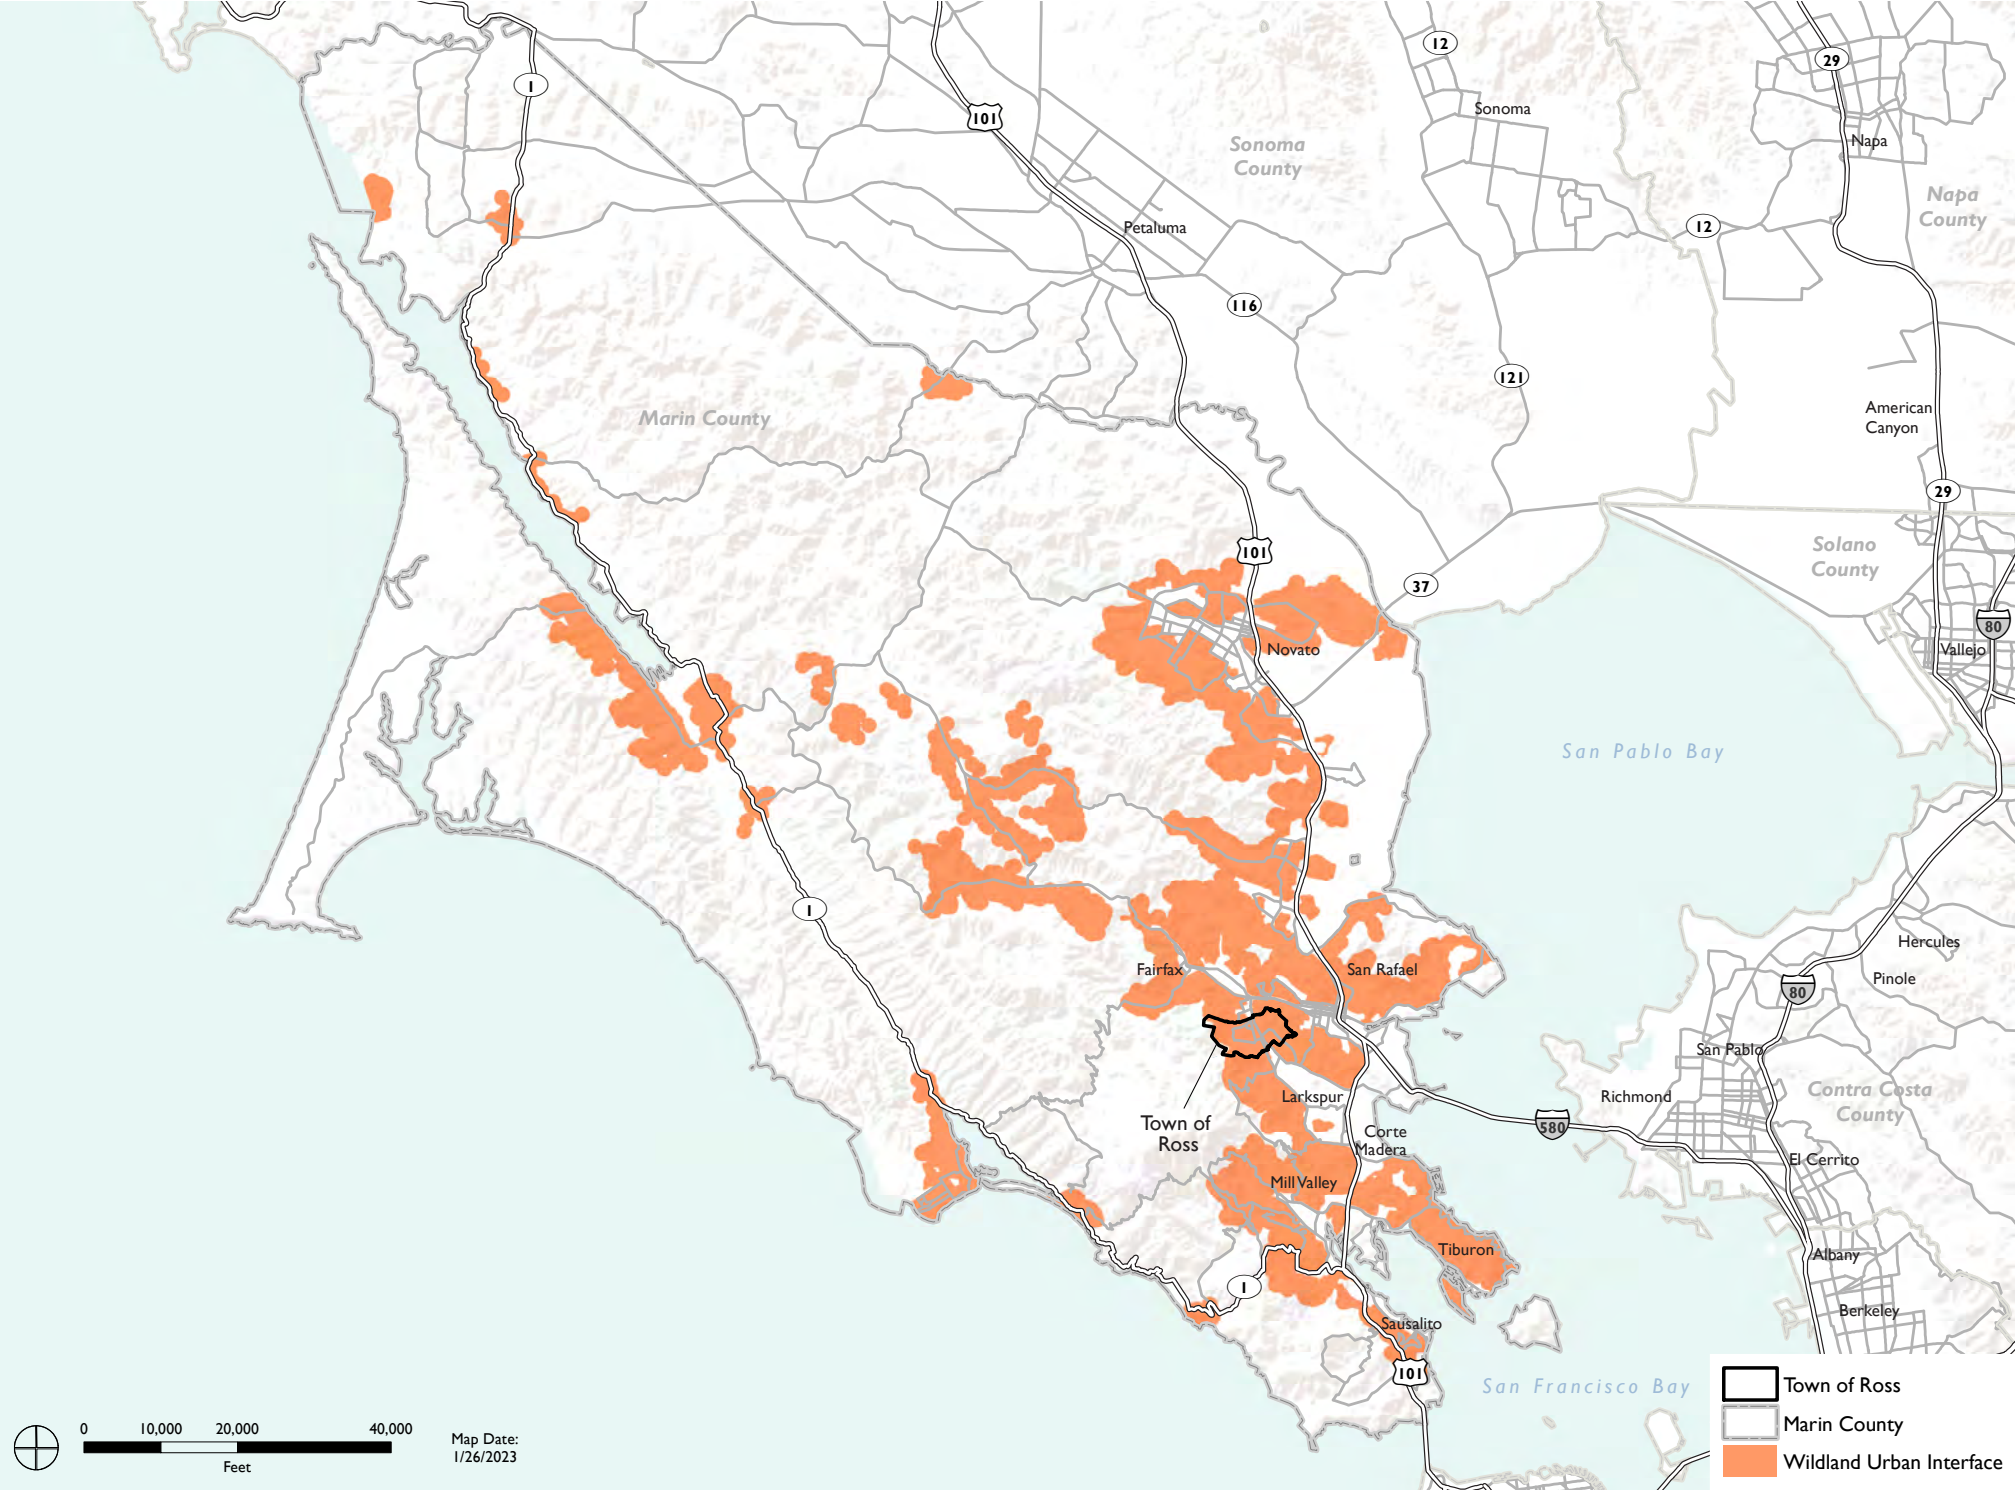 12
29
1
101
Sonoma
Napa
Sonoma
County
Napa
County
Petaluma
12
116
121
Marin County
American
Canyon
29
101
37
Solano
County
80
Novato
Vallejo
San Pablo Bay
1
Fairfax
San Rafael
Hercules
Pinole
80
San Pablo
Richmond
Contra Costa
County
Larkspur
Town of
Ross
580
Corte
Madera
El Cerrito
Mill Valley
Tiburon
Albany
1
Berkeley
Sausalito
101
San Francisco Bay
Town of Ross
Marin County
Wildland Urban Interface
0
10,000
20,000
40,000
Feet
Map Date:
1/26/2023